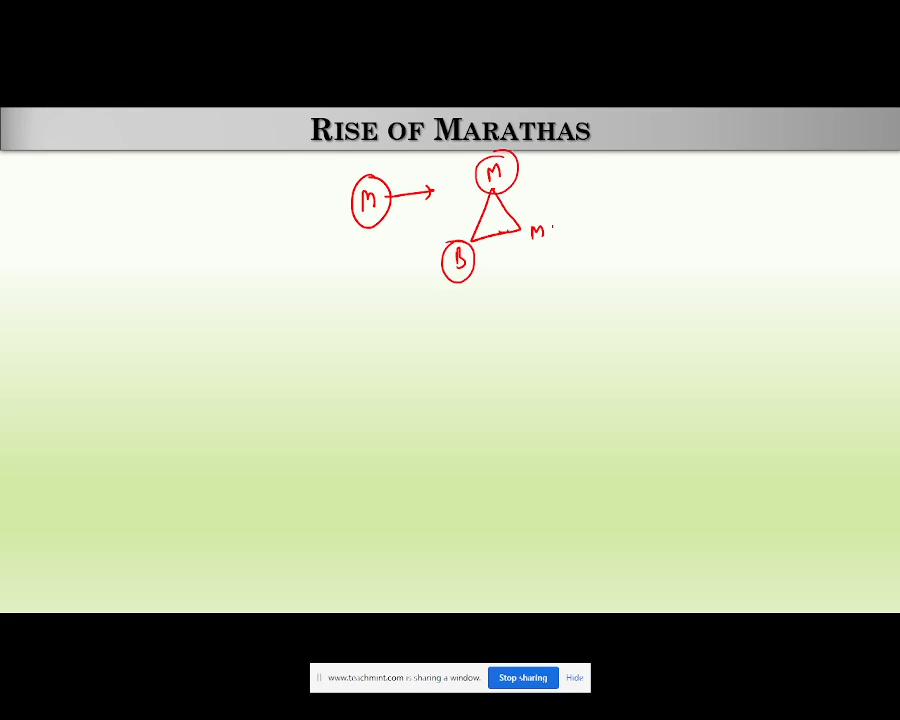 RISE OF MARATHAS
M
M
M
B
www.teachmint.com is sharing a window.
Stop sharing
Hide